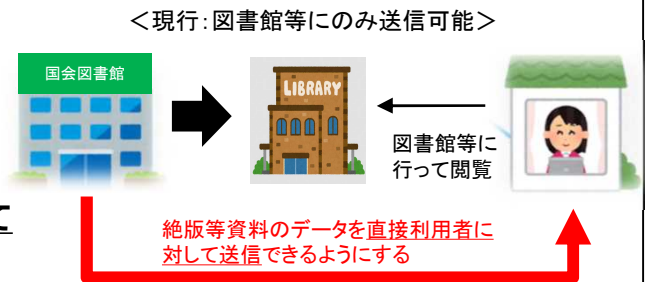 ＜現行：図書館等にのみ送信可能＞
国会図書館
LIBRARY
図書館等に
行って閲覧
て
絶版等資料のデータを直接利用者に
対して送信できるようにする